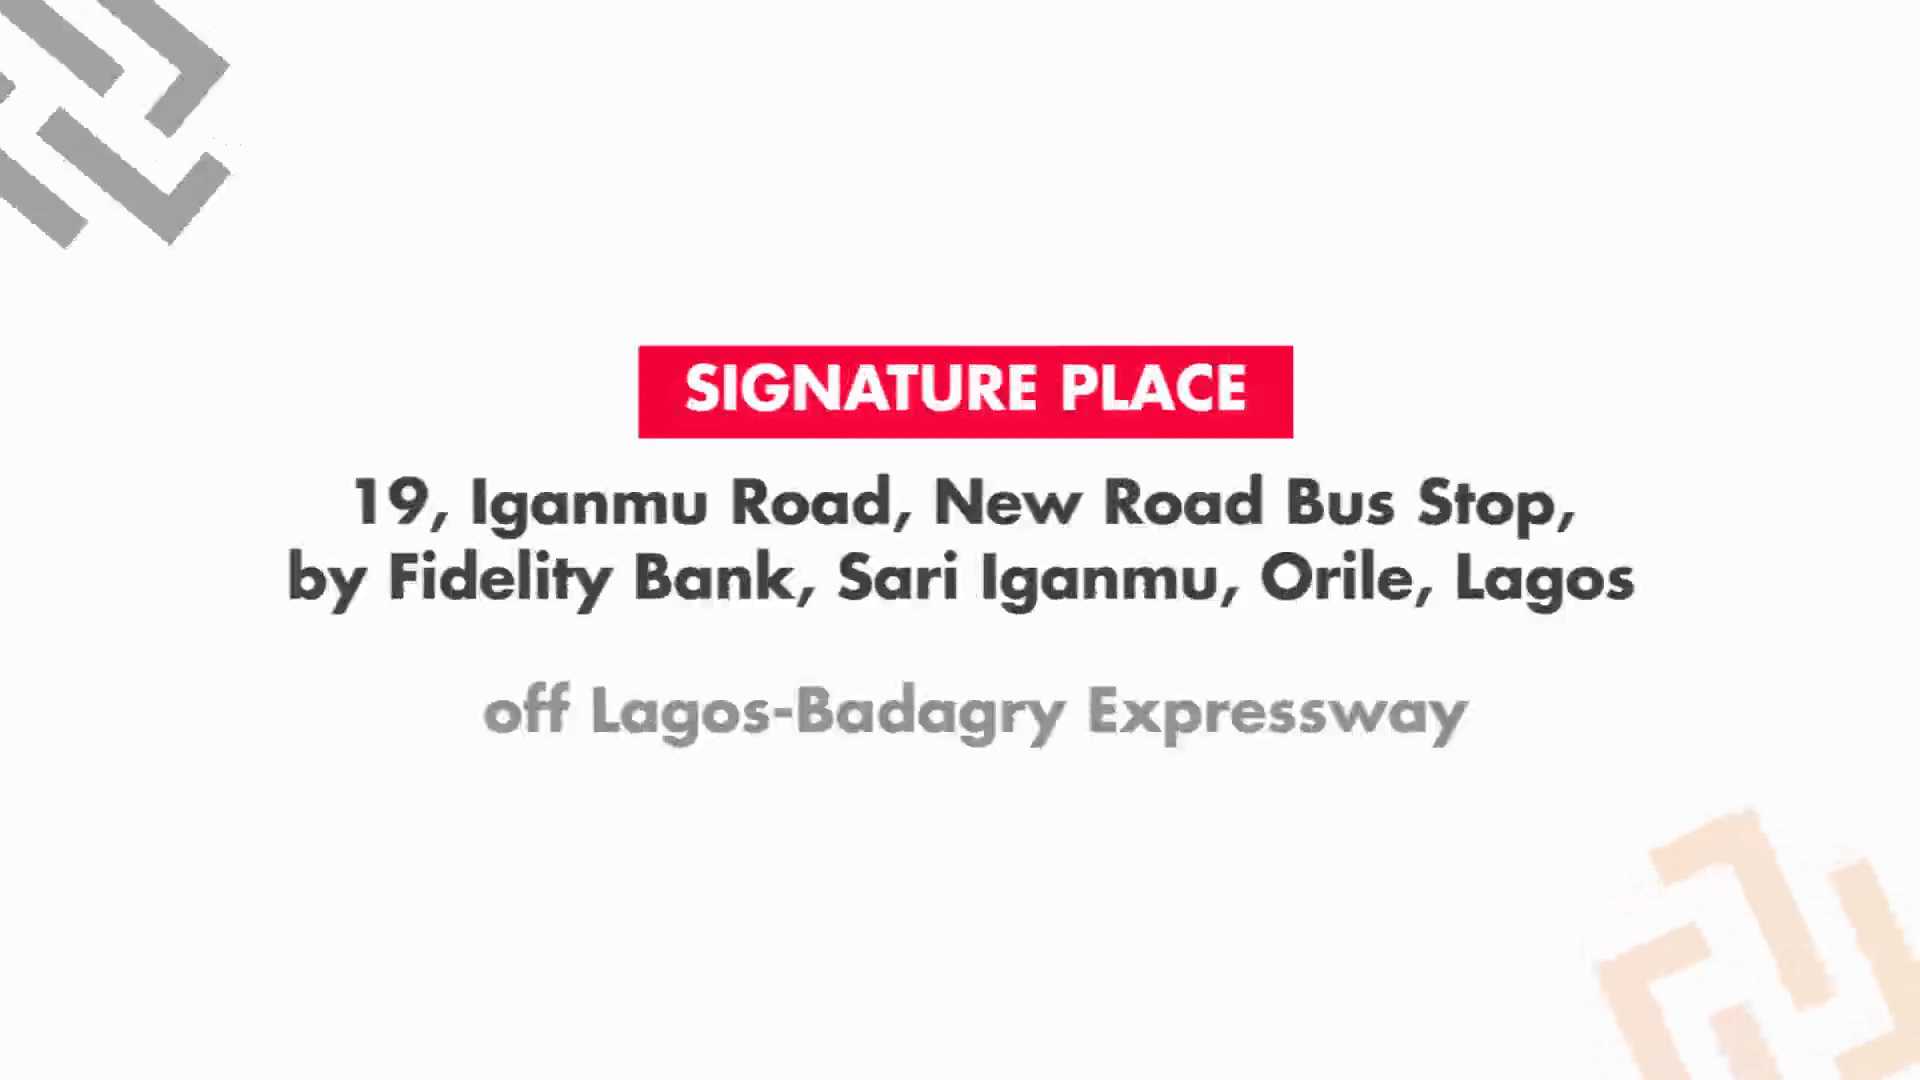 SIGNATURE PLACE
19, Iganmu Road, New Road Bus Stop,
by Fidelity Bank, Sari Iganmu, Orile, Lagos
off Lagos-Badagry Expressway